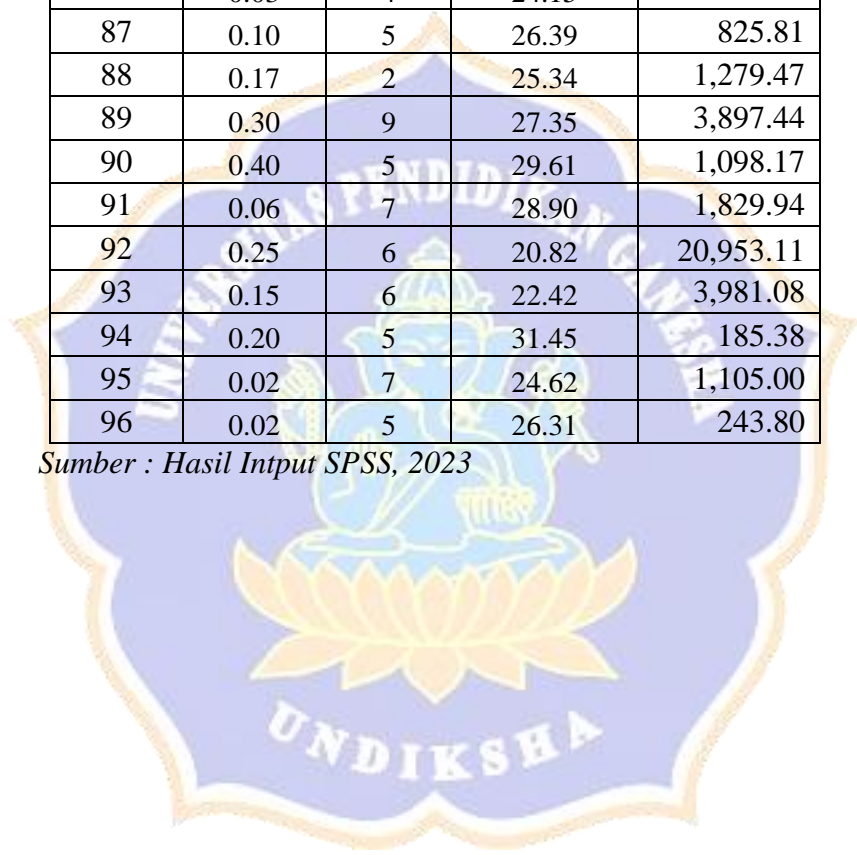 87 0.10 5 26.39 825.81
88 0.17 2 25.34 1,279.47
89 0.30 9 27.35 3,897.44
90 0.40 5 29.61 1,098.17
91 0.06 7 28.90 1,829.94
92 0.25 6 20.82 20,953.11
93 0.15 6 22.42 3,981.08
94 0.20 5 31.45 185.38
95 0.02 7 24.62 1,105.00
96 0.02 5 26.31 243.80
Sumber : Hasil Intput SPSS, 2023
UNIVERSITAS PENDIDIKAN GANESHA
UNDIKSHA